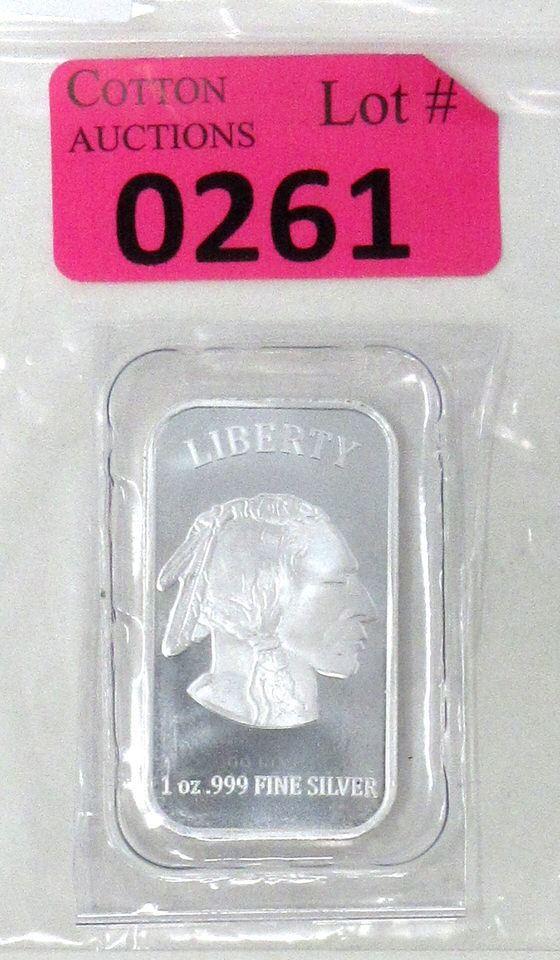 COTTON
AUCTIONS
Lot #
0261
LIBERTY
1 oz .999 FINE SILVER